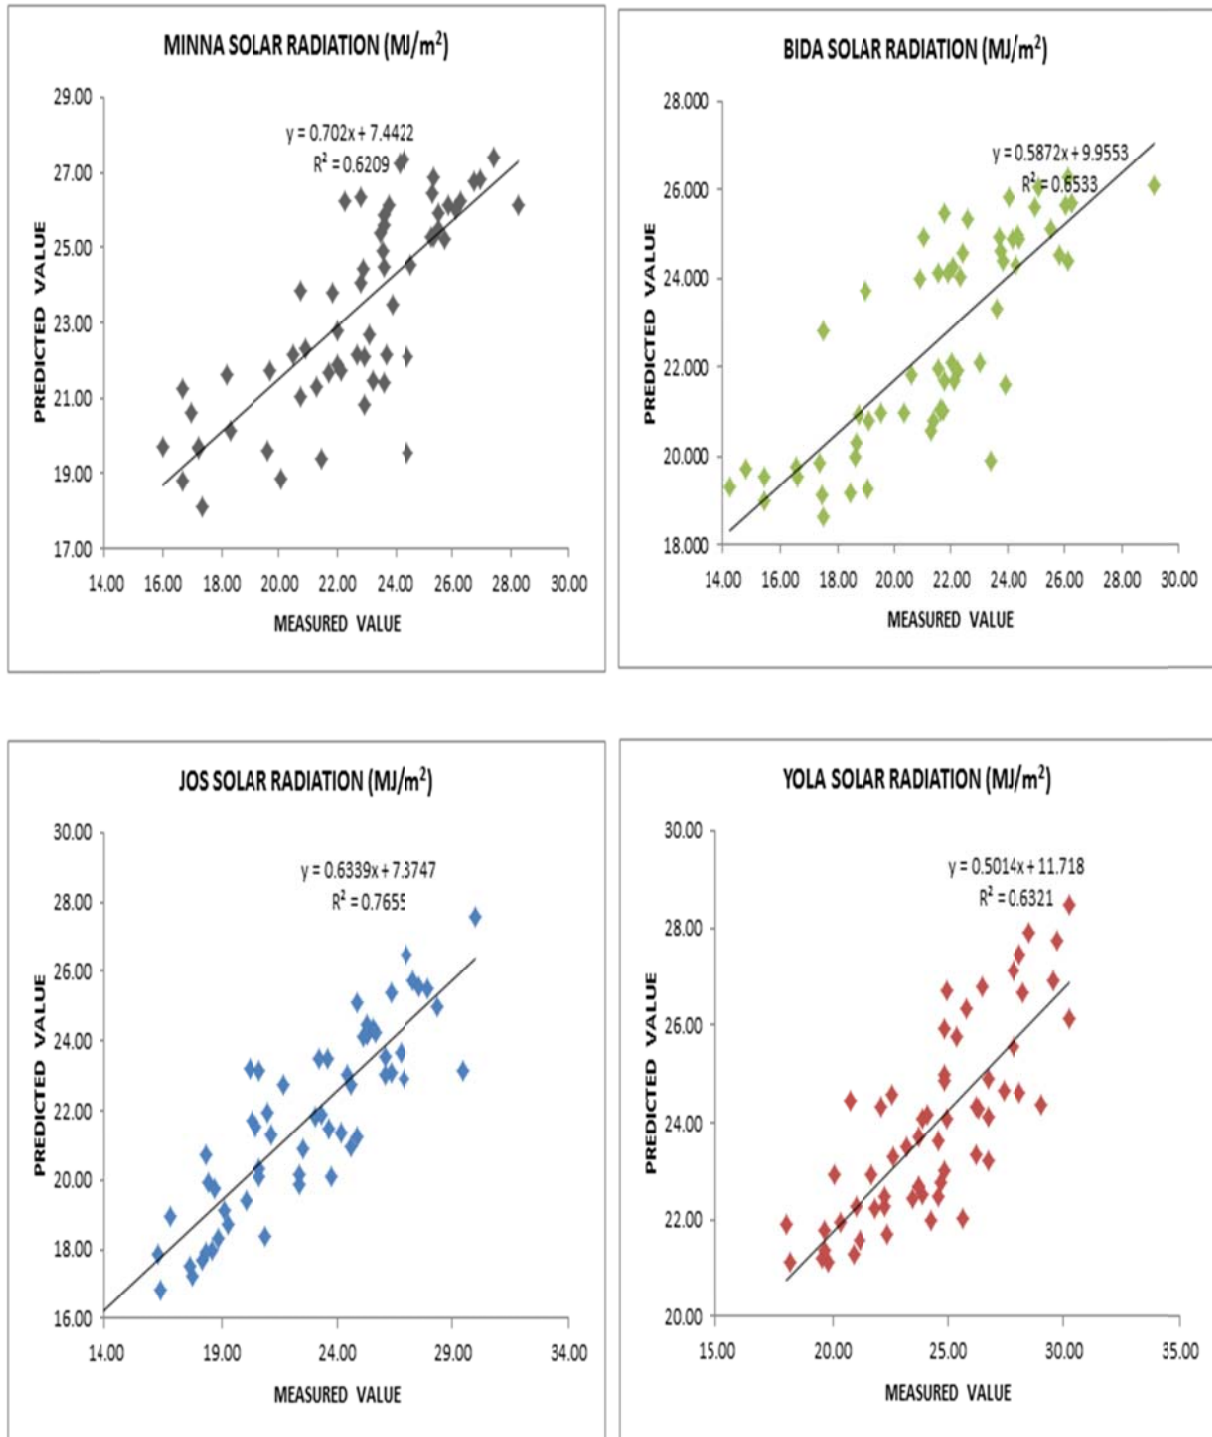 MINNA SOLAR RADIATION (MJ/m²)
PREDICTED VALUE
29.00
27.00
25.00
23.00
21.00
19.00
17.00
y = 0.702x + 7.4422
R² = 0.6209
14.00 16.00 18.00 20.00 22.00 24.00 26.00 28.00 30.00
MEASURED VALUE
BIDA SOLAR RADIATION (MJ/m²)
PREDICTED VALUE
28.000
26.000
24.000
22.000
20.000
18.000
y = 0.5872x + 9.9553
R² = 0.6533
14.00 16.00 18.00 20.00 22.00 24.00 26.00 28.00 30.00
MEASURED VALUE
JOS SOLAR RADIATION (MJ/m²)
PREDICTED VALUE
30.00
28.00
26.00
24.00
22.00
20.00
18.00
16.00
y = 0.6339x + 7.3747
R² = 0.7655
14.00 19.00 24.00 29.00 34.00
MEASURED VALUE
YOLA SOLAR RADIATION (MJ/m²)
PREDICTED VALUE
30.00
28.00
26.00
24.00
22.00
20.00
y = 0.5014x + 11.718
R² = 0.6321
15.00 20.00 25.00 30.00 35.00
MEASURED VALUE